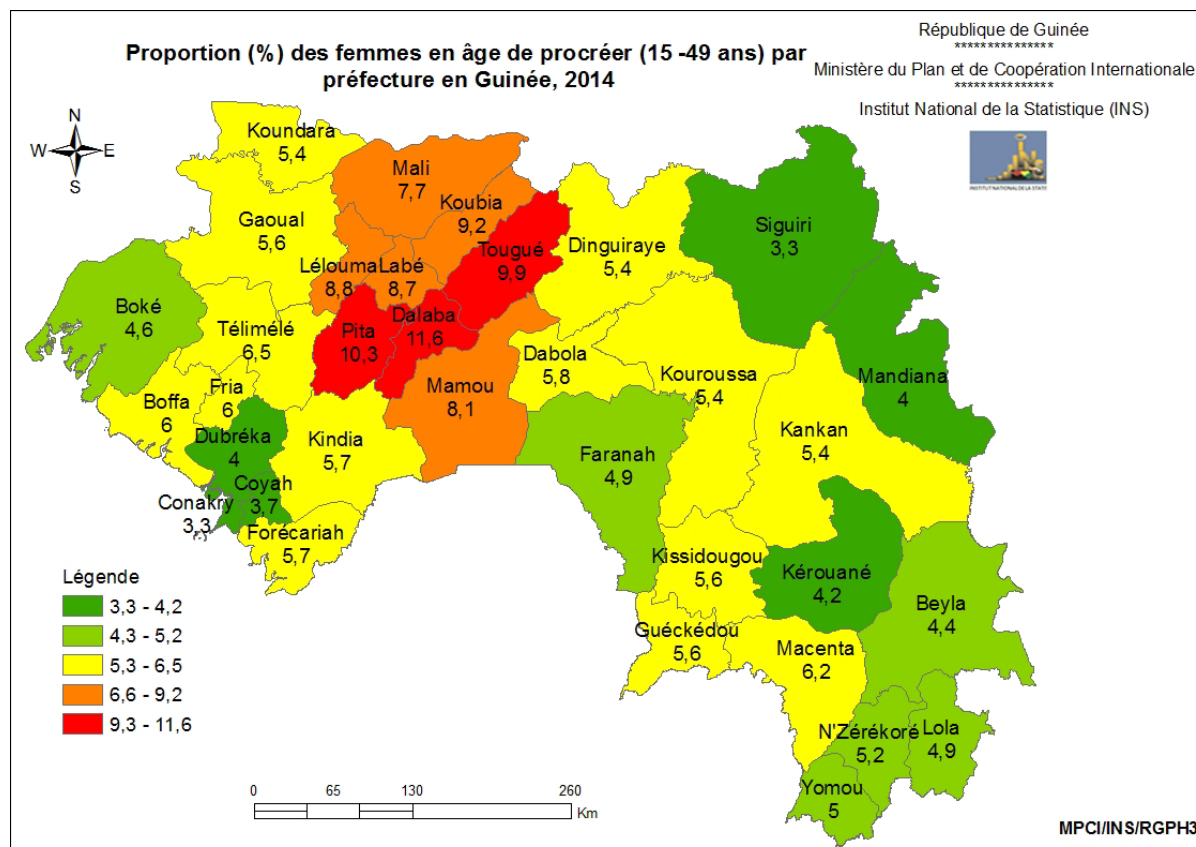 Proportion (%) des femmes en âge de procréer (15 -49 ans) par
préfecture en Guinée, 2014
République de Guinée
***************
Ministère du Plan et de Coopération Internationale
***************
Institut National de la Statistique (INS)
INSTITUT NATIONAL DE LA STATIS
N
W E
S
Koundara
5,4
Mali
7,7
Koubia
9,2
Gaoual
5,6
Tougué
9,9
Dinguiraye
5,4
Siguiri
3,3
Lélouma
8,8
Labé
8,7
Boké
4,6
Télimélé
6,5
Pita
10,3
Dalaba
11,6
Dabola
5,8
Kouroussa
5,4
Mandiana
4
Fria
6
Boffa
6
Mamou
8,1
Dubréka
4
Kindia
5,7
Kankan
5,4
Faranah
4,9
Coyah
3,7
Conakry
3,3
Forécariah
5,7
Kissidougou
5,6
Kérouané
4,2
Beyla
4,4
Guéckédou
5,6
Macenta
6,2
N'Zérékoré
5,2
Lola
4,9
Yomou
5
Légende
3,3 - 4,2
4,3 - 5,2
5,3 - 6,5
6,6 - 9,2
9,3 - 11,6
0 65 130 260
Km
MPCI/INS/RGPH3